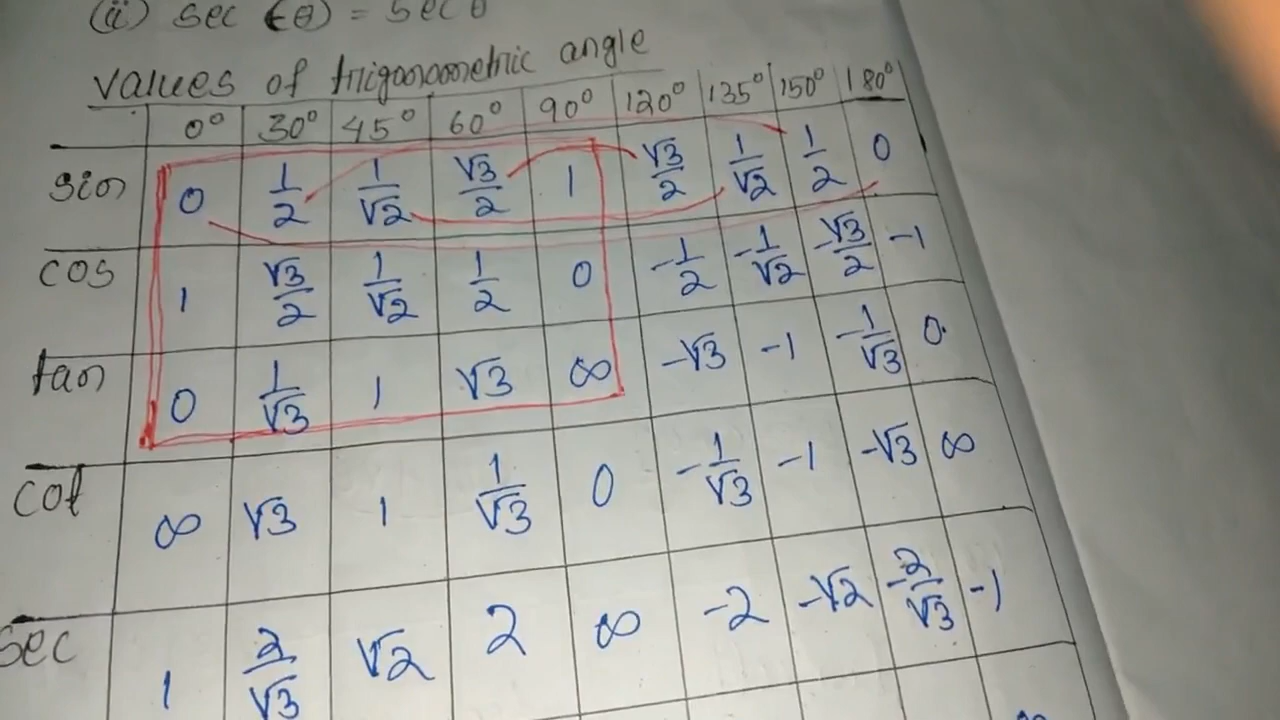 (ii) sec (-θ) = secθ
values of trigonometric angle
0° 30° 45° 60° 90° 120° 135° 150° 180°
sin 0 1/2 1/√2 √3/2 1 √3/2 1/√2 1/2 0
cos 1 √3/2 1/√2 1/2 0 -1/2 -1/√2 -√3/2 -1
tan 0 1/√3 1 √3 ∞ -√3 -1 -1/√3 0
cot ∞ √3 1 1/√3 0 -1/√3 -1 -√3 ∞
sec 1 2/√3 √2 2 ∞ -2 -√2 -2/√3 -1